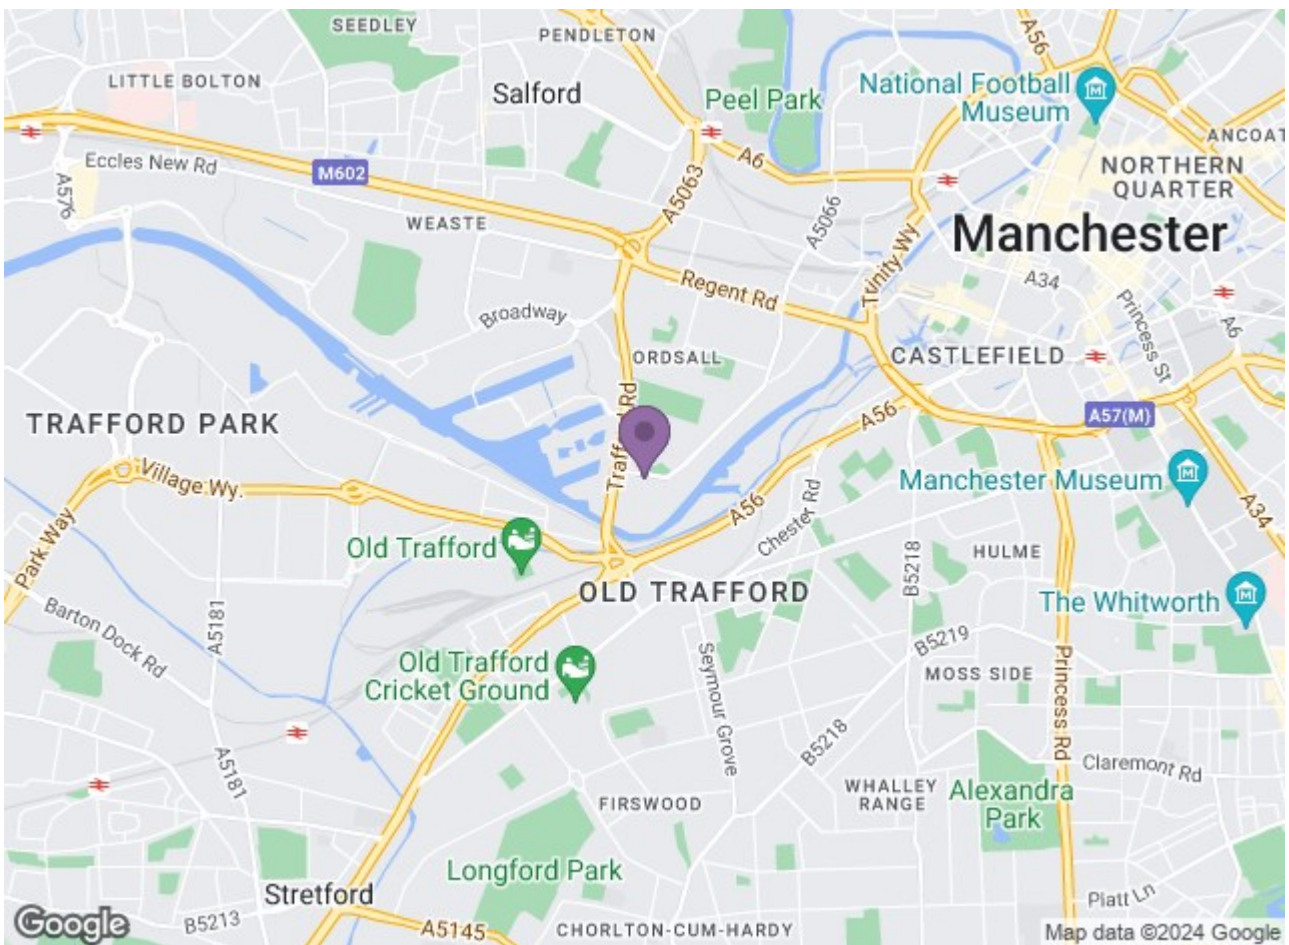 SEEDLEY
PENDLETON
A56
LITTLE BOLTON
Salford
Peel Park
National Football
Museum
ANCOAT
Eccles New Rd
M602
A6
NORTHERN
QUARTER
A576
A5063
WEASTE
A5066
Trinity Wy
Manchester
Regent Rd
A34
Princess St
A6
Broadway
ORDSALL
CASTLEFIELD
TRAFFORD PARK
Trafford Rd
A56
A57(M)
Village Wy.
Manchester Museum
Park Way
A56
Chester Rd
A34
Old Trafford
HULME
B5218
OLD TRAFFORD
The Whitworth
Barton Dock Rd
A5181
B5219
Old Trafford
Cricket Ground
Seymour Grove
MOSS SIDE
Princess Rd
A5181
B5218
Claremont Rd
WHALLEY
RANGE
Alexandra
Park
FIRSWOOD
Longford Park
Stretford
Platt Ln
Google
B5213
A5145
CHORLTON-CUM-HARDY
Map data ©2024 Google